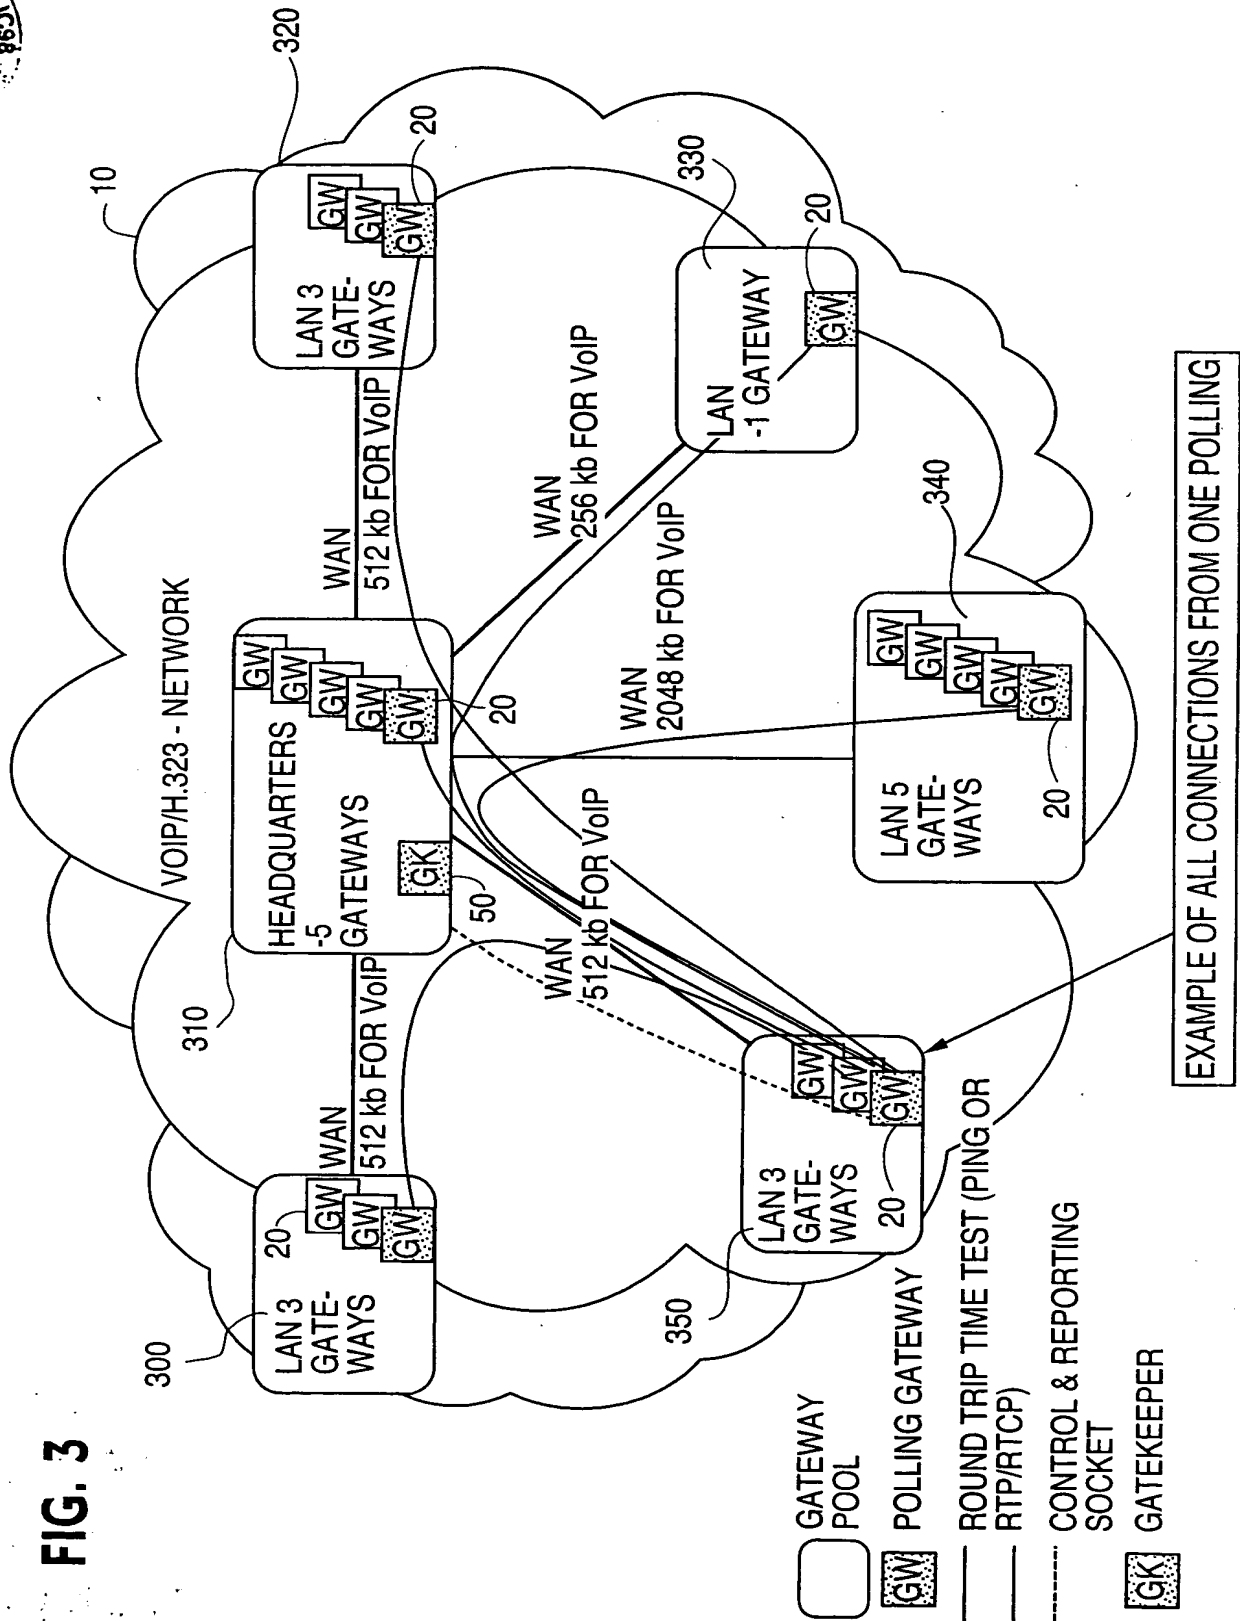 FIG. 3
10
VOIP/H.323 - NETWORK
300
LAN 3
GATE-
WAYS
20
GW
GW
GW
WAN
512 kb FOR VoIP
310
HEADQUARTERS
-5
GATEWAYS
GK
50
GW
GW
GW
GW
GW
20
WAN
512 kb FOR VoIP
320
LAN 3
GATE-
WAYS
GW
GW
GW
20
WAN
512 kb FOR VoIP
WAN
2048 kb FOR VoIP
WAN
256 kb FOR VoIP
330
LAN
-1 GATEWAY
GW
20
350
LAN 3
GATE-
WAYS
20
GW
GW
GW
340
LAN 5
GATE-
WAYS
20
GW
GW
GW
GW
GW
GATEWAY
POOL
GW POLLING GATEWAY
ROUND TRIP TIME TEST (PING OR
RTP/RTCP)
CONTROL & REPORTING
SOCKET
GK GATEKEEPER
EXAMPLE OF ALL CONNECTIONS FROM ONE POLLING